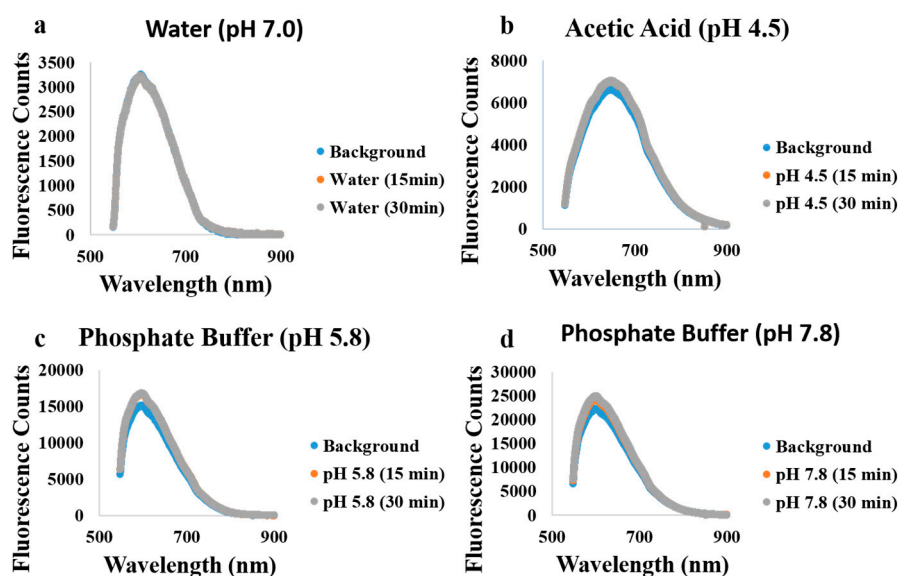 a
Water (pH 7.0)
Fluorescence Counts
3500
3000
2500
2000
1500
1000
500
0
500 700 900
Wavelength (nm)
Background
Water (15min)
Water (30min)
b
Acetic Acid (pH 4.5)
Fluorescence Counts
8000
6000
4000
2000
0
500 700 900
Wavelength (nm)
Background
pH 4.5 (15 min)
pH 4.5 (30 min)
c
Phosphate Buffer (pH 5.8)
Fluorescence Counts
20000
15000
10000
5000
0
500 700 900
Wavelength (nm)
Background
pH 5.8 (15 min)
pH 5.8 (30 min)
d
Phosphate Buffer (pH 7.8)
Fluorescence Counts
30000
25000
20000
15000
10000
5000
0
500 700 900
Wavelength (nm)
Background
pH 7.8 (15 min)
pH 7.8 (30 min)